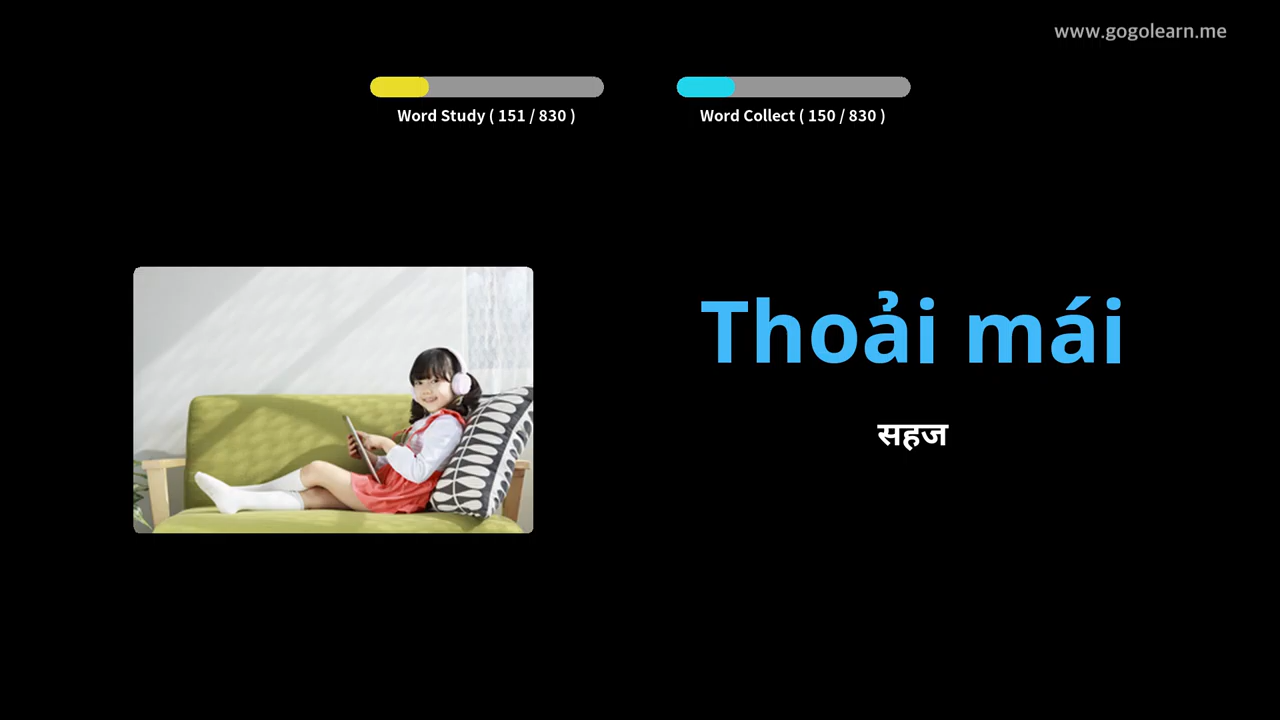 www.gogolearn.me
Word Study ( 151 / 830 )
Word Collect ( 150 / 830 )
Thoải mái
सहज